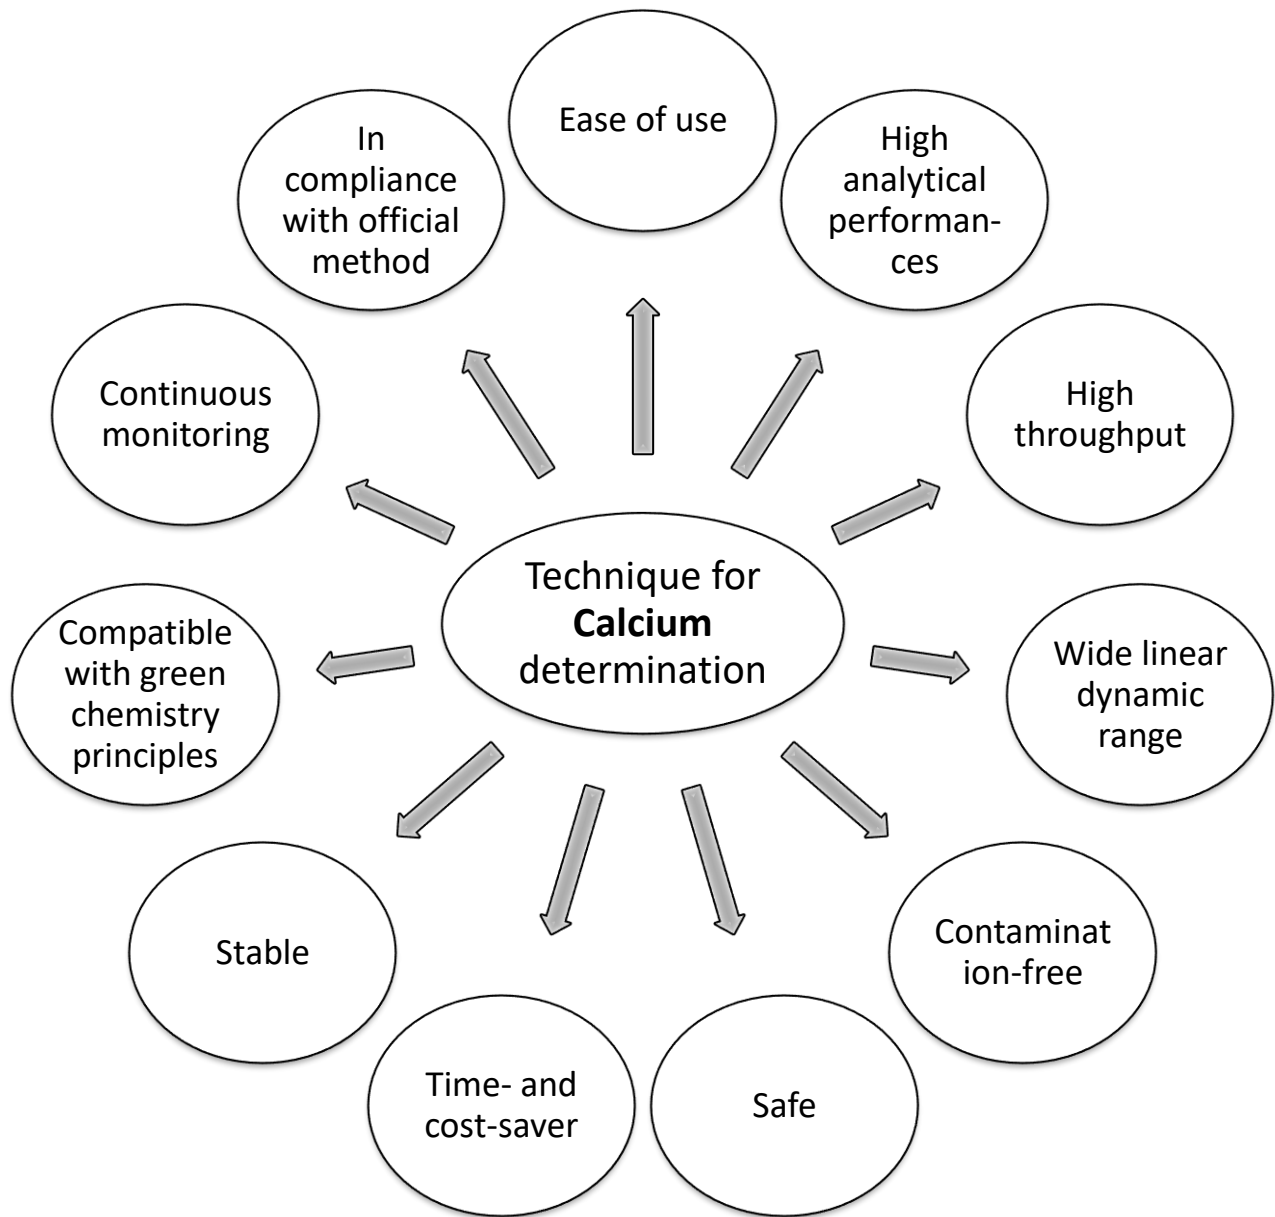 Ease of use
High
analytical
performan-
ces
High
throughput
Wide linear
dynamic
range
Contaminat
ion-free
Safe
Time- and
cost-saver
Stable
Compatible
with green
chemistry
principles
Continuous
monitoring
In
compliance
with official
method
Technique for
Calcium
determination